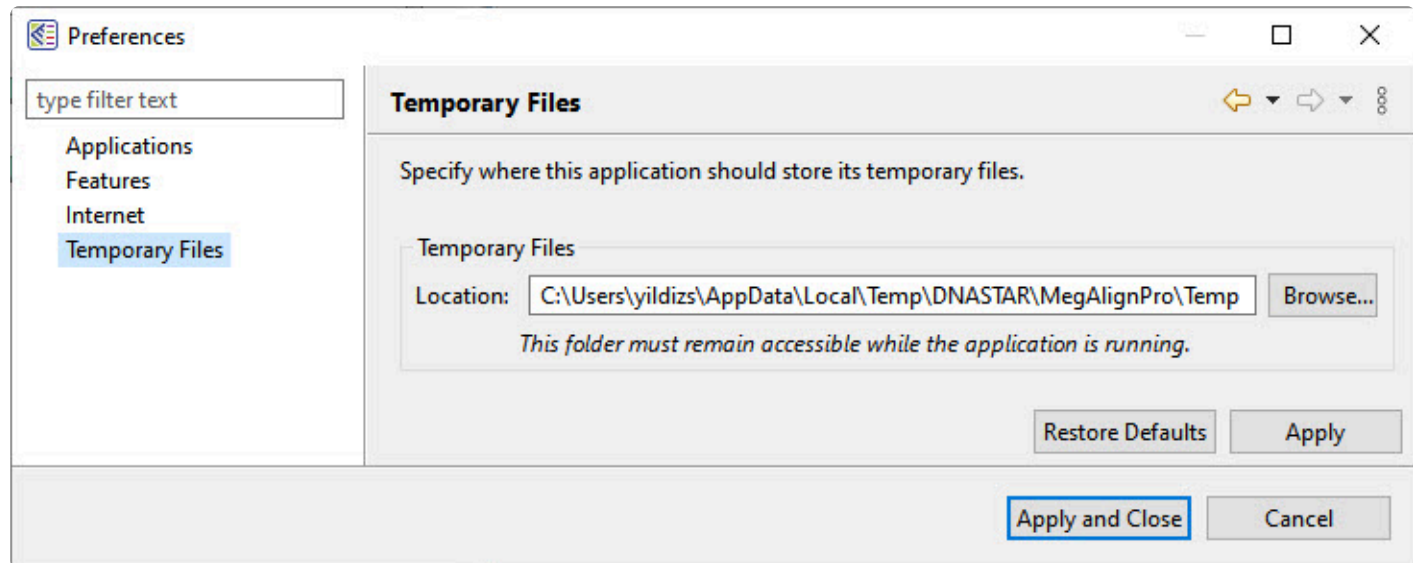 Preferences
type filter text
Applications
Features
Internet
Temporary Files
Temporary Files
Specify where this application should store its temporary files.
Temporary Files
Location: C:\Users\yildizs\AppData\Local\Temp\DNASTAR\MegAlignPro\Temp Browse...
This folder must remain accessible while the application is running.
Restore Defaults Apply
Apply and Close Cancel